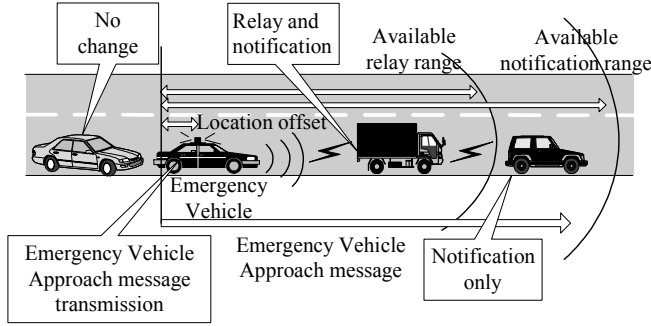 No
change
Relay and
notification
Available
relay range
Available
notification range
Location offset
Emergency
Vehicle
Emergency Vehicle
Approach message
transmission
Emergency Vehicle
Approach message
Notification
only